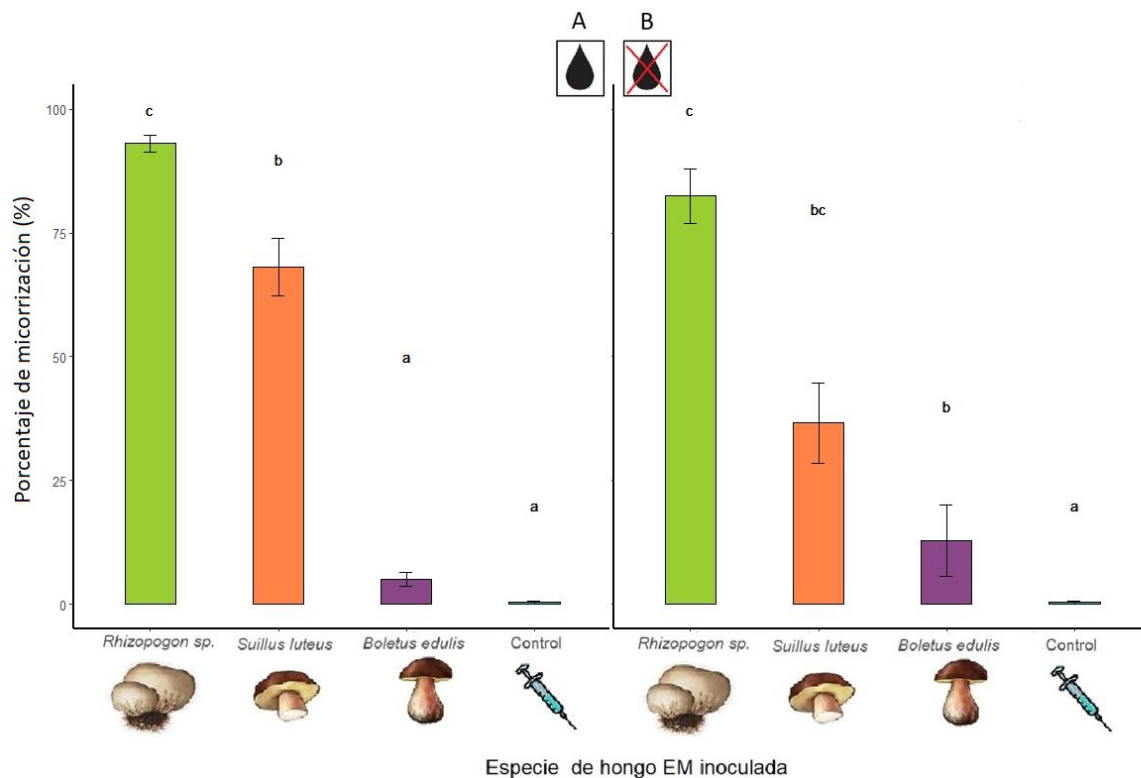 A B
Porcentaje de micorrización (%)
100
75
50
25
0
c
b
a
a
c
bc
b
a
Rhizopogon sp. Suillus luteus Boletus edulis Control
Rhizopogon sp. Suillus luteus Boletus edulis Control
Especie de hongo EM inoculada